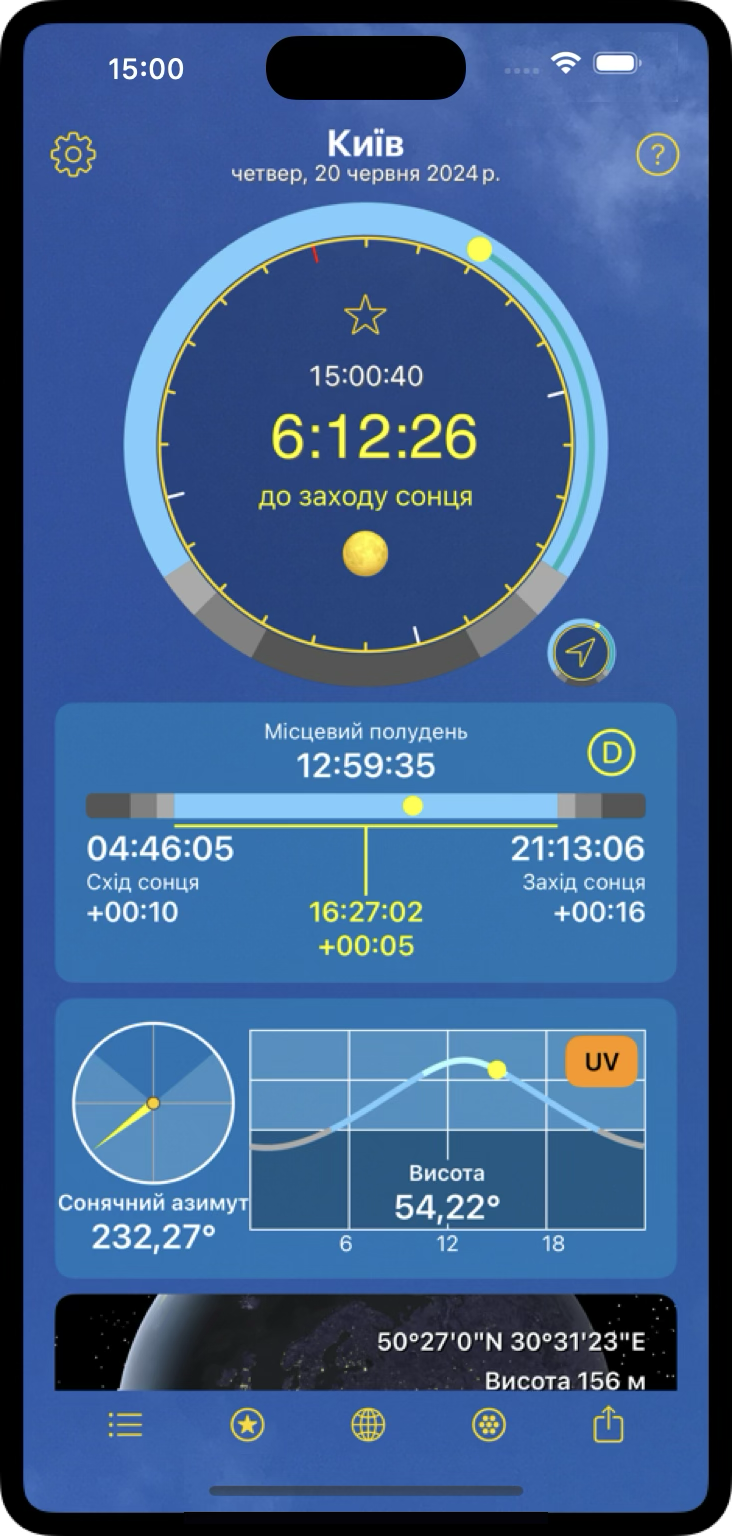 15:00
Київ
четвер, 20 червня 2024 р.
?
15:00:40
6:12:26
до заходу сонця
Місцевий полудень
12:59:35
D
04:46:05
21:13:06
Схід сонця
Захід сонця
+00:10
16:27:02
+00:16
+00:05
UV
Висота
54,22°
Сонячний азимут
232,27°
6 12 18
50°27'0"N 30°31'23"E
Висота 156 м